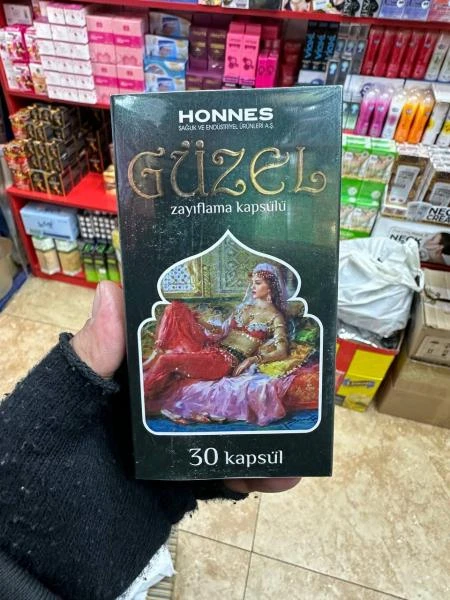 HONNES
SAĞLIK VE ENDÜSTRİYEL ÜRÜNLERİ A.Ş.
GÜZEL
zayıflama kapsülü
30 kapsül